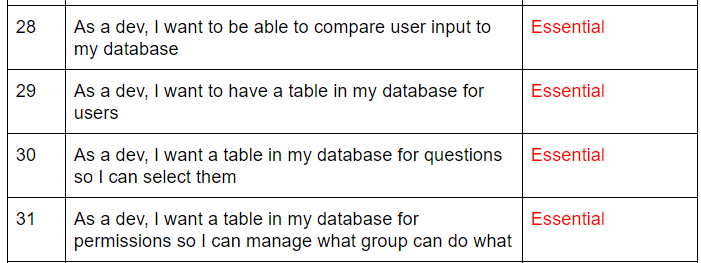 28 As a dev, I want to be able to compare user input to Essential
my database
29 As a dev, I want to have a table in my database for Essential
users
30 As a dev, I want a table in my database for questions Essential
so I can select them
31 As a dev, I want a table in my database for Essential
permissions so I can manage what group can do what